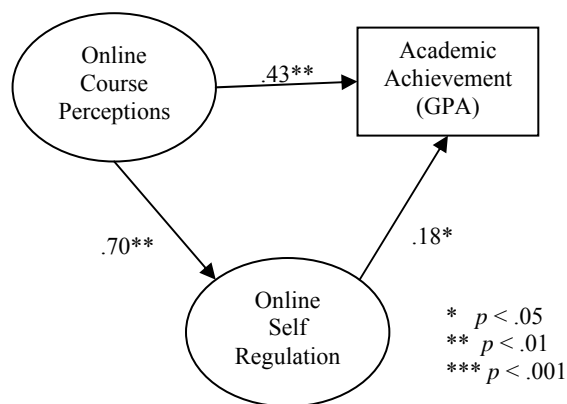 Online
Course
Perceptions
.43**
Academic
Achievement
(GPA)
.70**
.18*
Online
Self
Regulation
* p < .05
** p < .01
*** p < .001